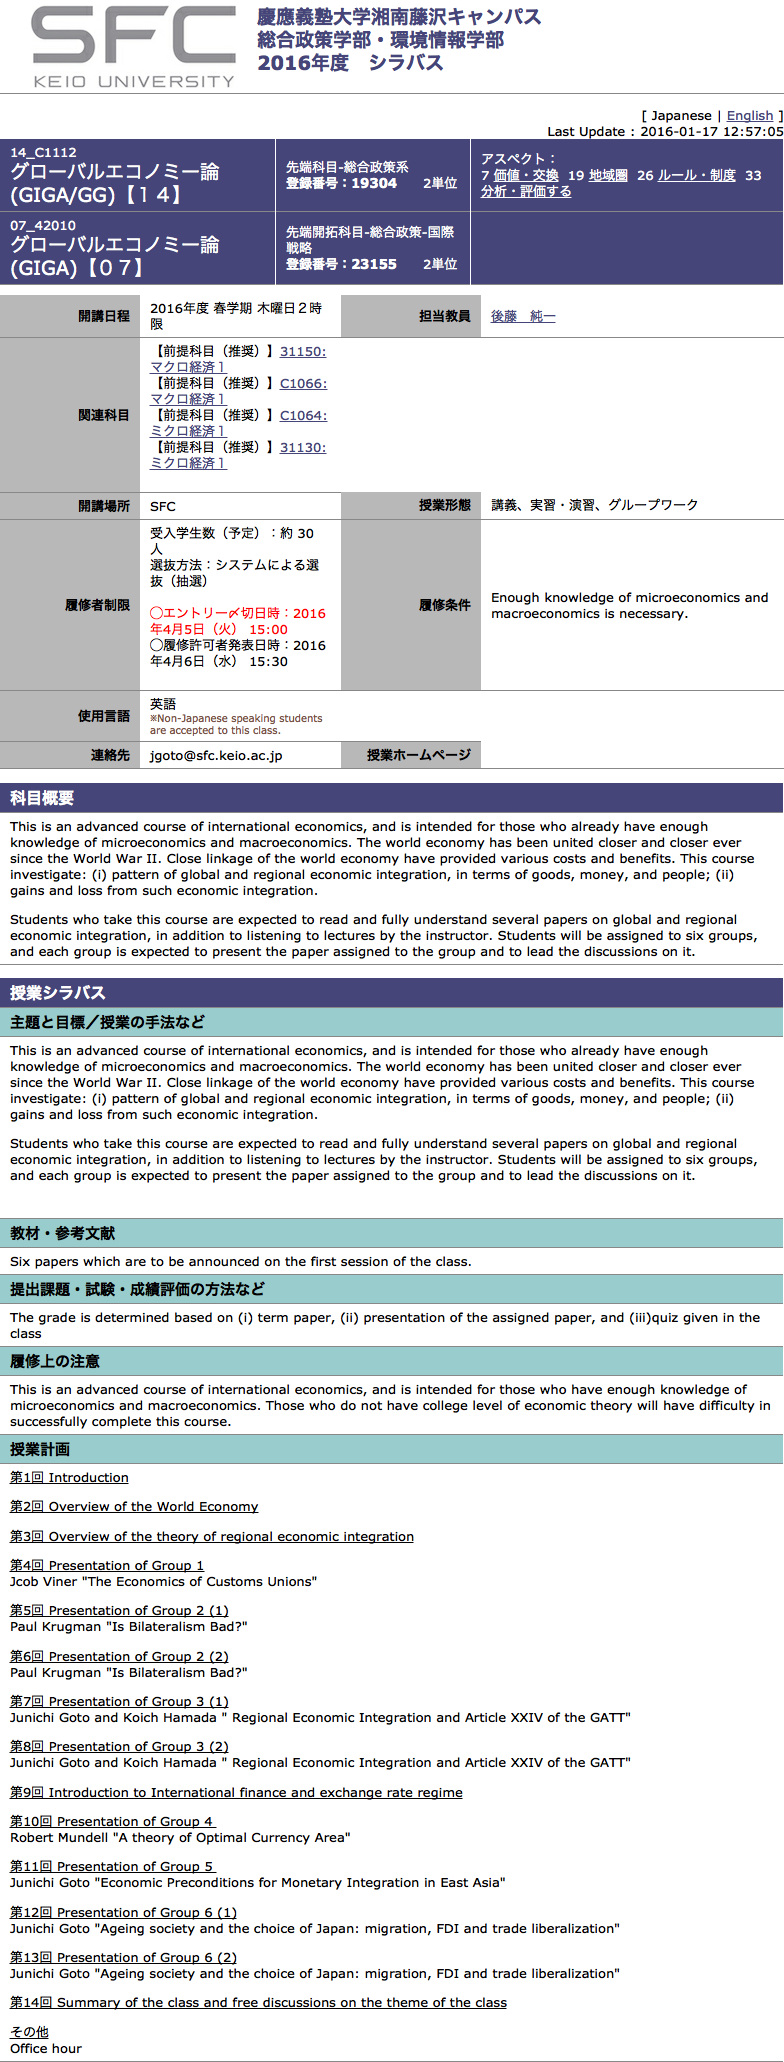 SFC
KEIO UNIVERSITY
慶應義塾大学湘南藤沢キャンパス
総合政策学部・環境情報学部
2016年度　シラバス
[ Japanese | English ]
Last Update : 2016-01-17 12:57:05
14_C1112
グローバルエコノミー論
(GIGA/GG)【１４】
先端科目-総合政策系
登録番号：19304　　2単位
アスペクト：
7 価値・交換 19 地域圏 26 ルール・制度 33
分析・評価する
07_42010
グローバルエコノミー論
(GIGA)【０７】
先端開拓科目-総合政策-国際
戦略
登録番号：23155　　2単位
開講日程
2016年度 春学期 木曜日２時
限
担当教員
後藤　純一
関連科目
【前提科目（推奨）】31150:
マクロ経済１
【前提科目（推奨）】C1066:
マクロ経済１
【前提科目（推奨）】C1064:
ミクロ経済１
【前提科目（推奨）】31130:
ミクロ経済１
開講場所
SFC
授業形態
講義、実習・演習、グループワーク
履修者制限
受入学生数（予定）：約 30
人
選抜方法：システムによる選
抜（抽選）
◯エントリー〆切日時：2016
年4月5日（火） 15:00
◯履修許可者発表日時：2016
年4月6日（水） 15:30
履修条件
Enough knowledge of microeconomics and
macroeconomics is necessary.
使用言語
英語
※Non-Japanese speaking students
are accepted to this class.
連絡先
jgoto@sfc.keio.ac.jp
授業ホームページ
科目概要
This is an advanced course of international economics, and is intended for those who already have enough
knowledge of microeconomics and macroeconomics. The world economy has been united closer and closer ever
since the World War II. Close linkage of the world economy have provided various costs and benefits. This course
investigate: (i) pattern of global and regional economic integration, in terms of goods, money, and people; (ii)
gains and loss from such economic integration.
Students who take this course are expected to read and fully understand several papers on global and regional
economic integration, in addition to listening to lectures by the instructor. Students will be assigned to six groups,
and each group is expected to present the paper assigned to the group and to lead the discussions on it.
授業シラバス
主題と目標／授業の手法など
This is an advanced course of international economics, and is intended for those who already have enough
knowledge of microeconomics and macroeconomics. The world economy has been united closer and closer ever
since the World War II. Close linkage of the world economy have provided various costs and benefits. This course
investigate: (i) pattern of global and regional economic integration, in terms of goods, money, and people; (ii)
gains and loss from such economic integration.
Students who take this course are expected to read and fully understand several papers on global and regional
economic integration, in addition to listening to lectures by the instructor. Students will be assigned to six groups,
and each group is expected to present the paper assigned to the group and to lead the discussions on it.
教材・参考文献
Six papers which are to be announced on the first session of the class.
提出課題・試験・成績評価の方法など
The grade is determined based on (i) term paper, (ii) presentation of the assigned paper, and (iii)quiz given in the
class
履修上の注意
This is an advanced course of international economics, and is intended for those who have enough knowledge of
microeconomics and macroeconomics. Those who do not have college level of economic theory will have difficulty in
successfully complete this course.
授業計画
第1回 Introduction
第2回 Overview of the World Economy
第3回 Overview of the theory of regional economic integration
第4回 Presentation of Group 1
Jcob Viner "The Economics of Customs Unions"
第5回 Presentation of Group 2 (1)
Paul Krugman "Is Bilateralism Bad?"
第6回 Presentation of Group 2 (2)
Paul Krugman "Is Bilateralism Bad?"
第7回 Presentation of Group 3 (1)
Junichi Goto and Koich Hamada " Regional Economic Integration and Article XXIV of the GATT"
第8回 Presentation of Group 3 (2)
Junichi Goto and Koich Hamada " Regional Economic Integration and Article XXIV of the GATT"
第9回 Introduction to International finance and exchange rate regime
第10回 Presentation of Group 4
Robert Mundell "A theory of Optimal Currency Area"
第11回 Presentation of Group 5
Junichi Goto "Economic Preconditions for Monetary Integration in East Asia"
第12回 Presentation of Group 6 (1)
Junichi Goto "Ageing society and the choice of Japan: migration, FDI and trade liberalization"
第13回 Presentation of Group 6 (2)
Junichi Goto "Ageing society and the choice of Japan: migration, FDI and trade liberalization"
第14回 Summary of the class and free discussions on the theme of the class
その他
Office hour